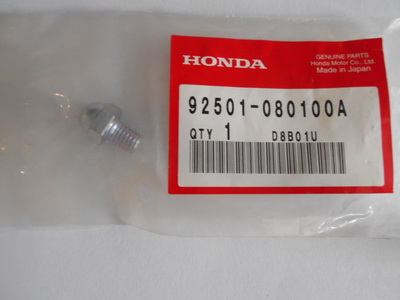 HONDA
GENUINE PARTS
Honda Motor Co., Ltd.
Made in Japan
92501-080100A
QTY 1 D8B01U